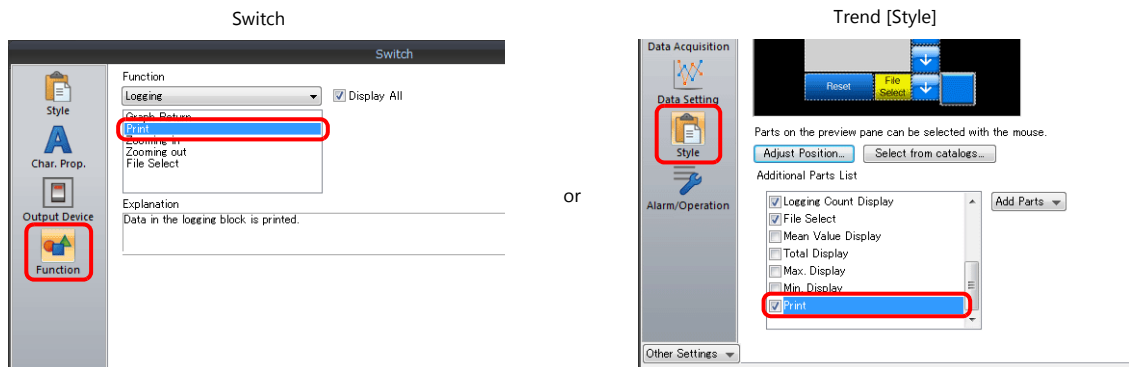 Switch
Switch
Style
Char. Prop.
Output Device
Function
Function
Logging
Display All
Graph Return
Print
Zooming in
Zooming out
File Select
Explanation
Data in the logging block is printed.
or
Trend [Style]
Data Acquisition
Data Setting
Style
Alarm/Operation
Other Settings
Reset
File
Select
Parts on the preview pane can be selected with the mouse.
Adjust Position...
Select from catalogs...
Additional Parts List
Logging Count Display
File Select
Mean Value Display
Total Display
Max. Display
Min. Display
Print
Add Parts